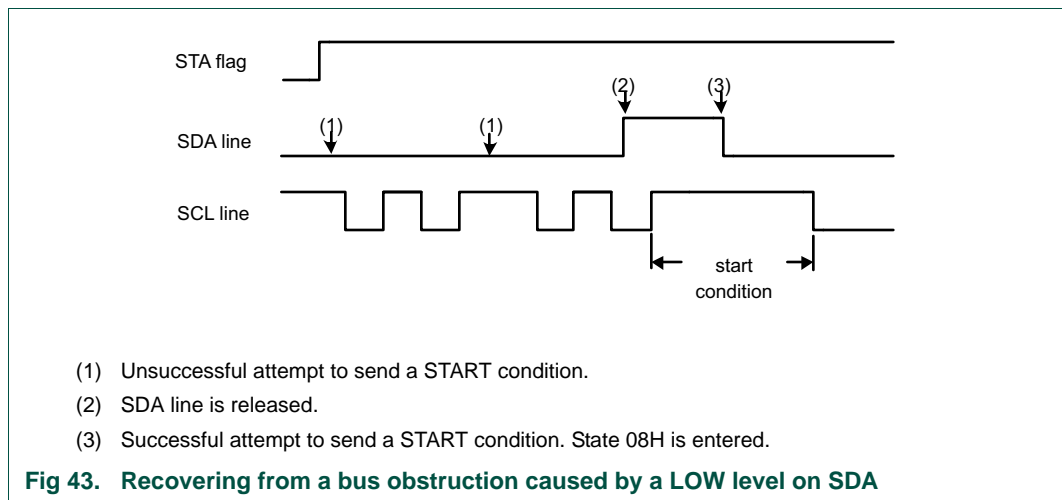 STA flag
(2) (3)
(1) (1)
SDA line
SCL line
start
condition
(1) Unsuccessful attempt to send a START condition.
(2) SDA line is released.
(3) Successful attempt to send a START condition. State 08H is entered.
Fig 43. Recovering from a bus obstruction caused by a LOW level on SDA